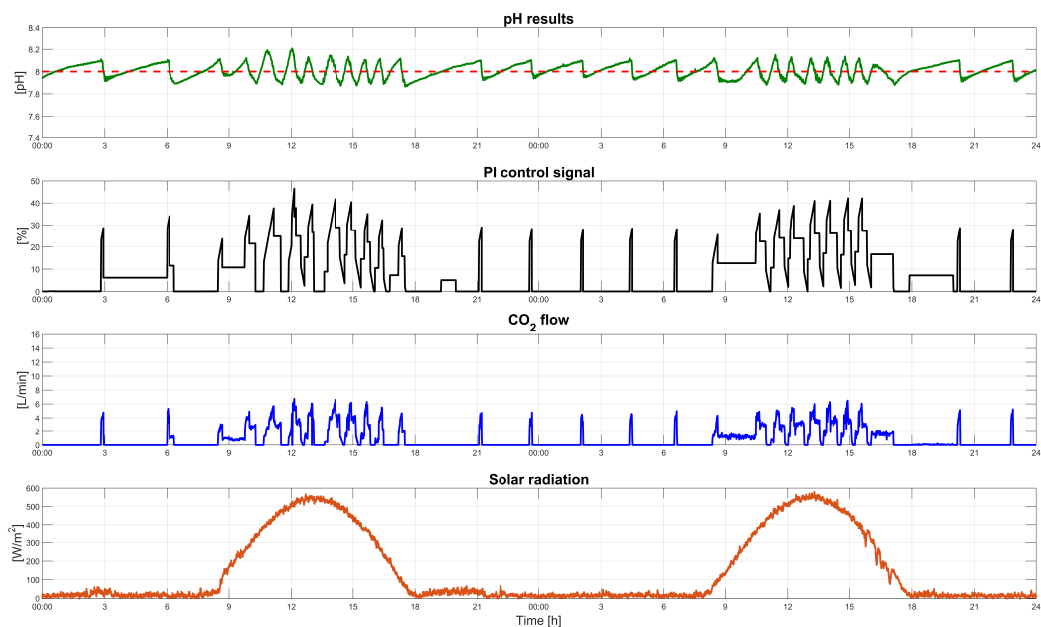 pH results
[pH]
8.4
8.2
8
7.8
7.6
7.4
00:00 3 6 9 12 15 18 21 00:00 3 6 9 12 15 18 21 24
PI control signal
[%]
50
40
30
20
10
0
00:00 3 6 9 12 15 18 21 00:00 3 6 9 12 15 18 21 24
CO2 flow
[L/min]
16
14
12
10
8
6
4
2
0
00:00 3 6 9 12 15 18 21 00:00 3 6 9 12 15 18 21 24
Solar radiation
[W/m2]
600
500
400
300
200
100
0
00:00 3 6 9 12 15 18 21 00:00 3 6 9 12 15 18 21 24
Time [h]